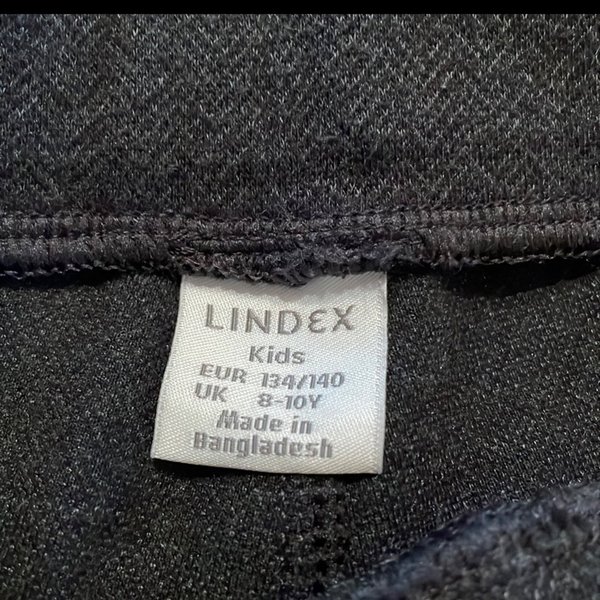 LINDEX
Kids
EUR 134/140
UK 8-10Y
Made in
Bangladesh